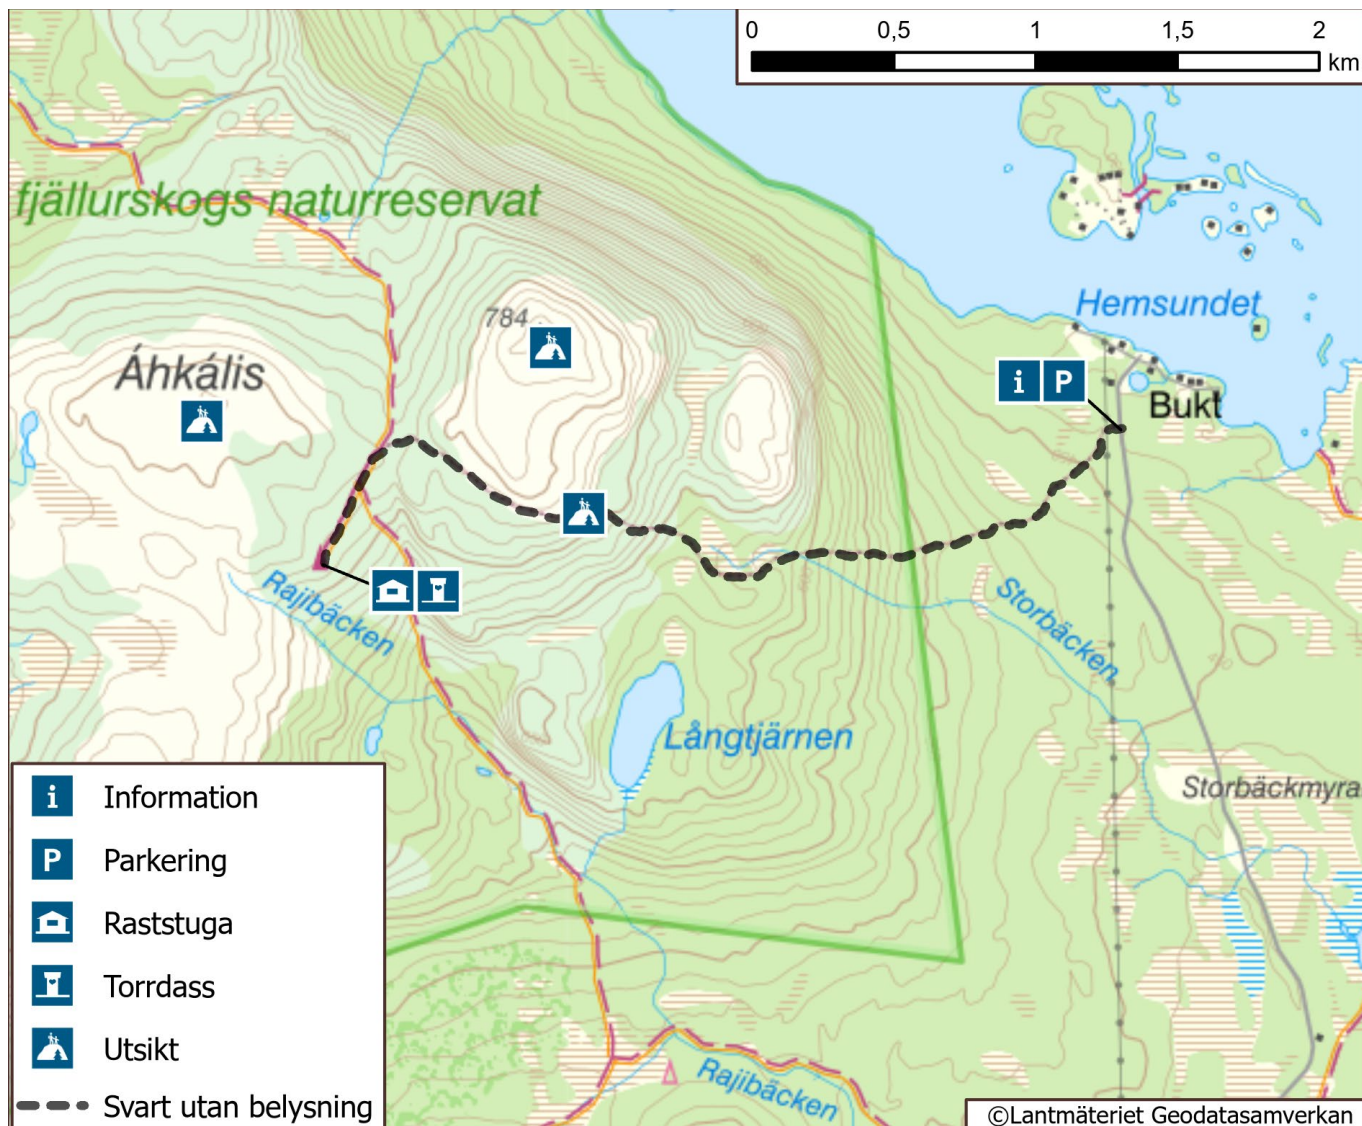 0 0,5 1 1,5 2
km
fjällurskogs naturreservat
Hemsundet
784
Áhkális
i P
Bukt
Rajibäcken
Storbäcken
Långtjärnen
Storbäckmyra
i Information
P Parkering
Raststuga
Torrdass
Utsikt
Svart utan belysning
Rajibäcken
©Lantmäteriet Geodatasamverkan